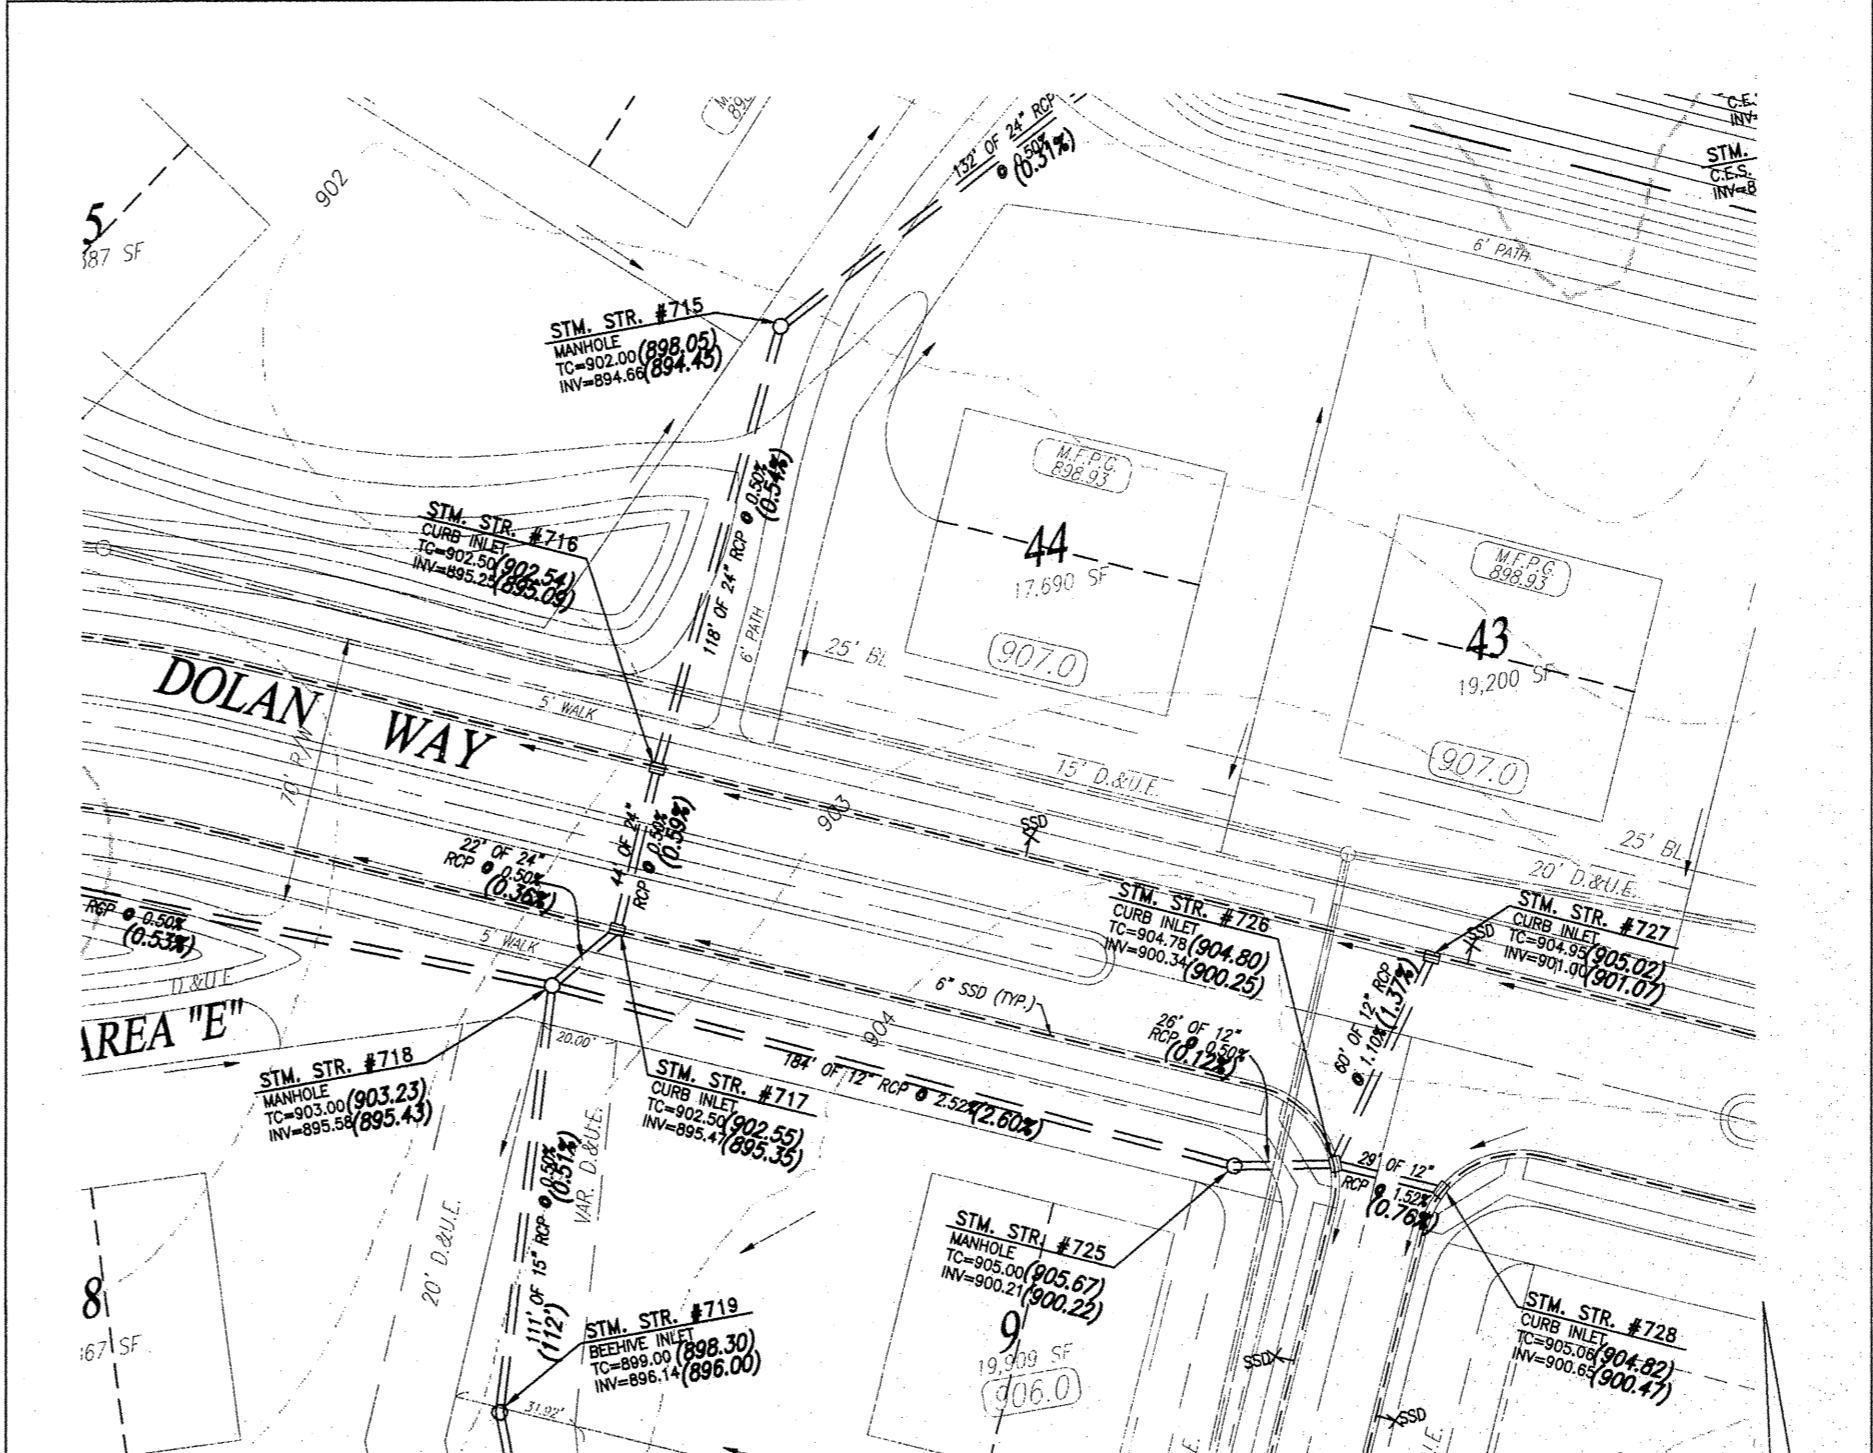 C.E.
INV=
STM.
C.E.S.
INV=8
132' OF 24" RCP
@ 0.50%
(0.31%)
902
5
387 SF
6' PATH
STM. STR. #715
MANHOLE
TC=902.00(898.05)
INV=894.66(894.45)
M.F.P.G.
898.93
44
17,690 SF
907.0
M.F.P.G.
898.93
43
19,200 SF
907.0
118' OF 24" RCP @ 0.50%
(0.54%)
6' PATH
25' BL
STM. STR. #716
CURB INLET
TC=902.50(902.54)
INV=895.25(895.09)
DOLAN WAY
70' R/W
5' WALK
15' D.&U.E.
903
SSD
25' BL
20' D.&U.E.
22' OF 24"
RCP @ 0.50%
(0.36%)
44' OF 24"
RCP @ 0.50%
(0.59%)
RCP @ 0.50%
(0.53%)
5' WALK
D.&U.E.
AREA "E"
STM. STR. #726
CURB INLET
TC=904.78(904.80)
INV=900.34(900.25)
STM. STR. #727
CURB INLET
TC=904.95(905.02)
INV=901.00(901.07)
SSD
6" SSD (TYP.)
904
26' OF 12"
RCP @ 0.50%
(0.12%)
60' OF 12" RCP
@ 1.10%(1.37%)
20.00'
184' OF 12" RCP @ 2.52%(2.60%)
STM. STR. #718
MANHOLE
TC=903.00(903.23)
INV=895.58(895.43)
STM. STR. #717
CURB INLET
TC=902.50(902.55)
INV=895.47(895.35)
29' OF 12"
RCP @ 1.52%
(0.76%)
20' D.&U.E.
VAR. D.&U.E.
111' OF 15" RCP @ 0.50%
(112') (0.51%)
STM. STR. #725
MANHOLE
TC=905.00(905.67)
INV=900.21(900.22)
9
19,909 SF
906.0
8
167 SF
STM. STR. #719
BEEHIVE INLET
TC=899.00(898.30)
INV=896.14(896.00)
31.92'
STM. STR. #728
CURB INLET
TC=905.06(904.82)
INV=900.65(900.47)
SSD
SSD